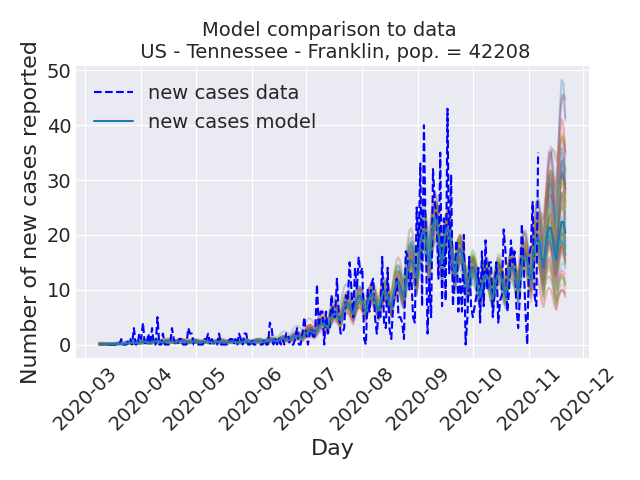 Model comparison to data
US - Tennessee - Franklin, pop. = 42208
Number of new cases reported
50
40
30
20
10
0
new cases data
new cases model
2020-03
2020-04
2020-05
2020-06
2020-07
2020-08
2020-09
2020-10
2020-11
2020-12
Day